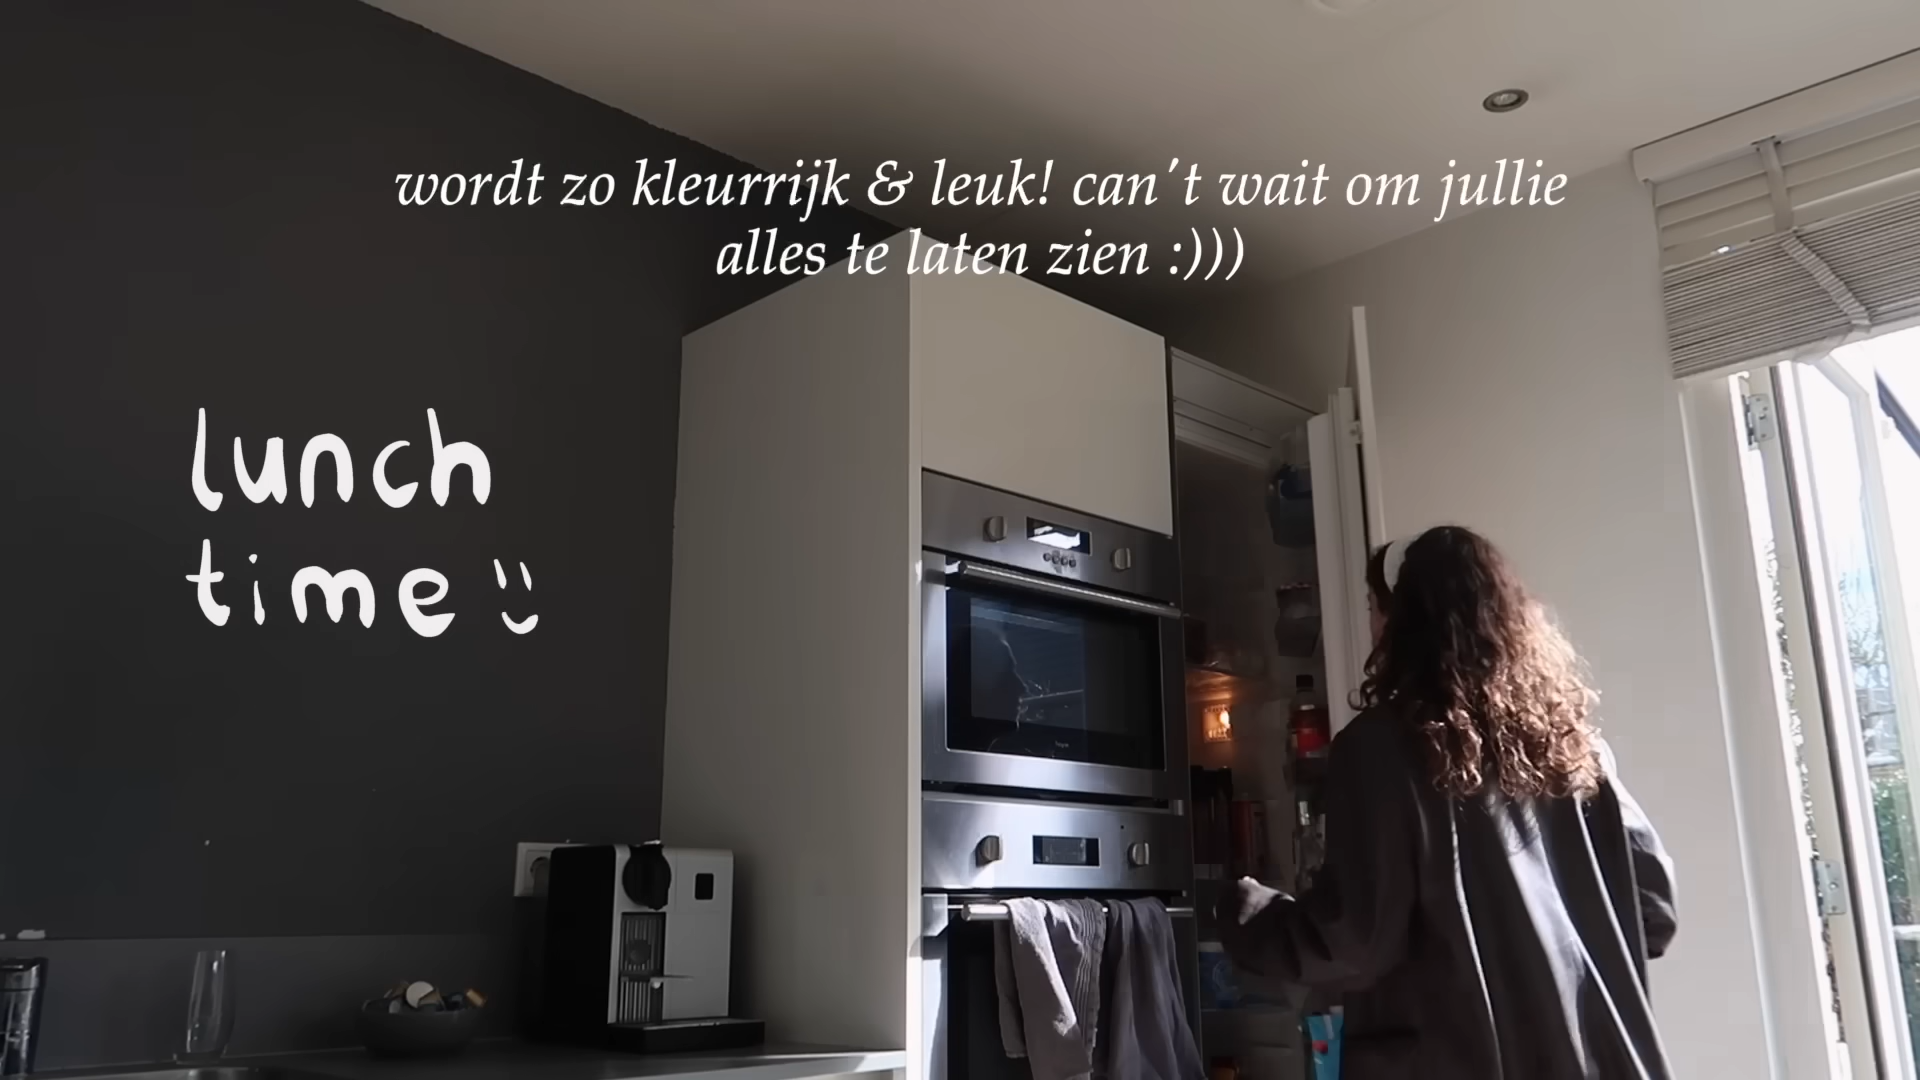 wordt zo kleurrijk & leuk! can't wait om jullie
alles te laten zien :)))
lunch
time :)